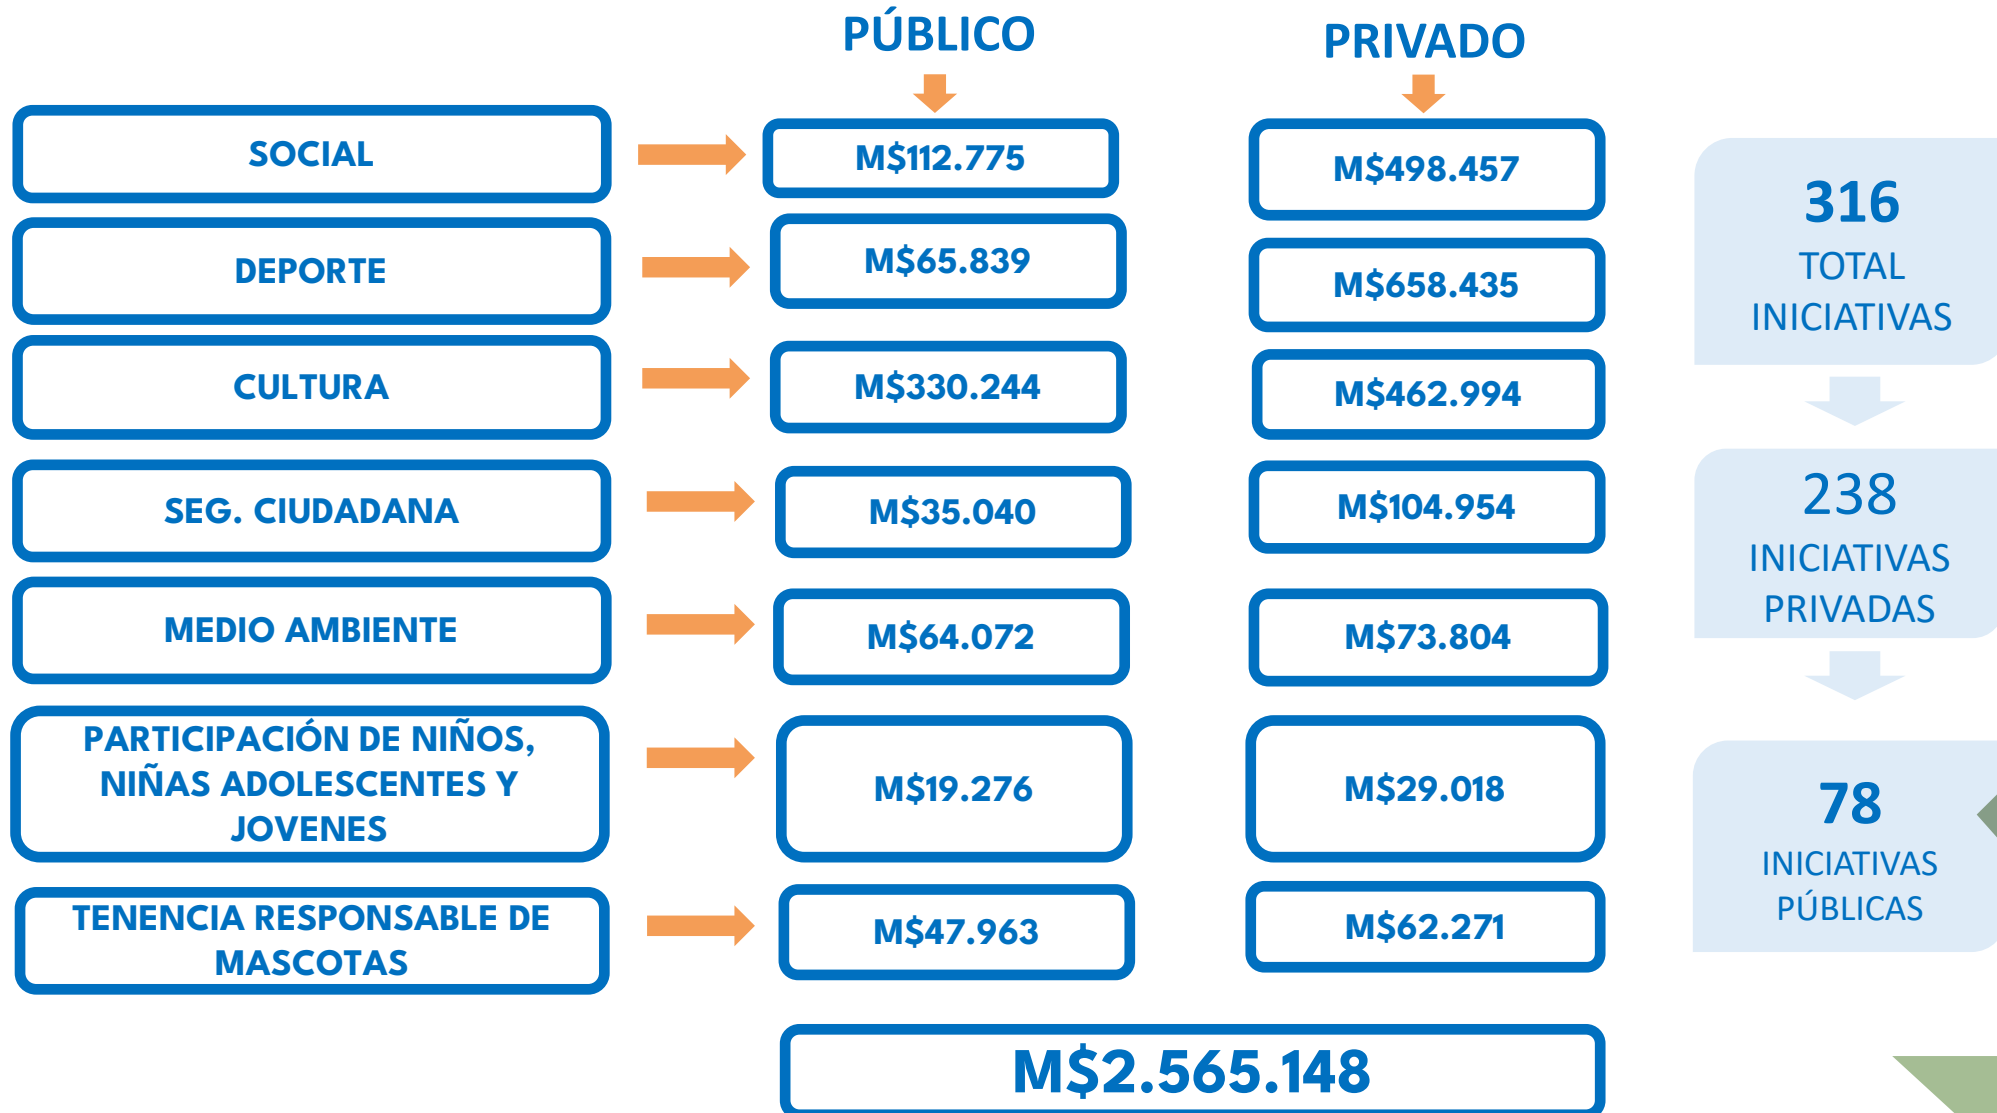 PÚBLICO
PRIVADO
SOCIAL
M$112.775
M$498.457
DEPORTE
M$65.839
M$658.435
CULTURA
M$330.244
M$462.994
SEG. CIUDADANA
M$35.040
M$104.954
MEDIO AMBIENTE
M$64.072
M$73.804
PARTICIPACIÓN DE NIÑOS,
NIÑAS ADOLESCENTES Y
JOVENES
M$19.276
M$29.018
TENENCIA RESPONSABLE DE
MASCOTAS
M$47.963
M$62.271
M$2.565.148
316
TOTAL
INICIATIVAS
238
INICIATIVAS
PRIVADAS
78
INICIATIVAS
PÚBLICAS